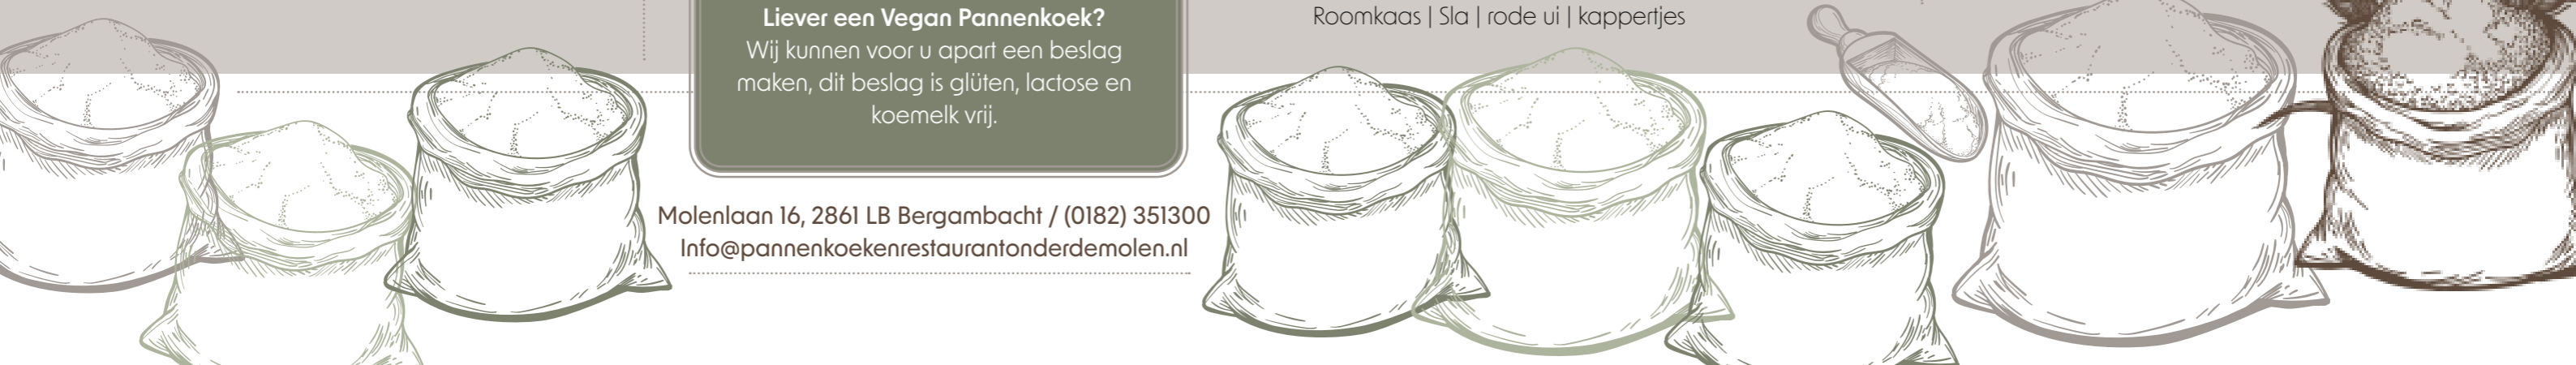 Liever een Vegan Pannenkoek?
Wij kunnen voor u apart een beslag
maken, dit beslag is glüten, lactose en
koemelk vrij.
Roomkaas | Sla | rode ui | kappertjes
Molenlaan 16, 2861 LB Bergambacht / (0182) 351300
Info@pannenkoekenrestaurantonderdemolen.nl